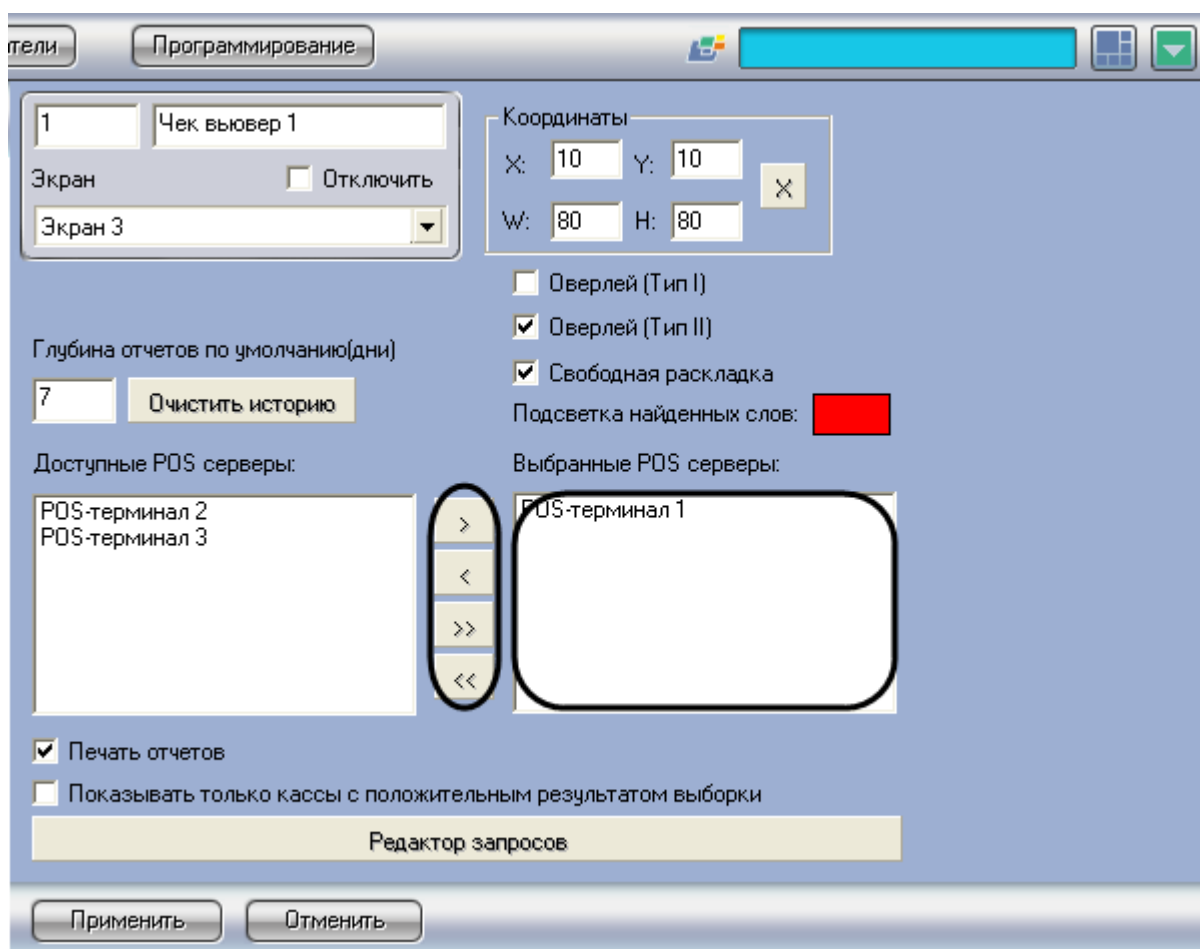 атели Программирование
1 Чек вьювер 1
Экран Отключить
Экран 3
Координаты
X: 10 Y: 10
X
W: 80 H: 80
Оверлей (Тип I)
Оверлей (Тип II)
Свободная раскладка
Подсветка найденных слов:
Глубина отчетов по умолчанию(дни)
7 Очистить историю
Доступные POS серверы:
POS-терминал 2
POS-терминал 3
>
<
>>
<<
Выбранные POS серверы:
POS-терминал 1
Печать отчетов
Показывать только кассы с положительным результатом выборки
Редактор запросов
Применить Отменить